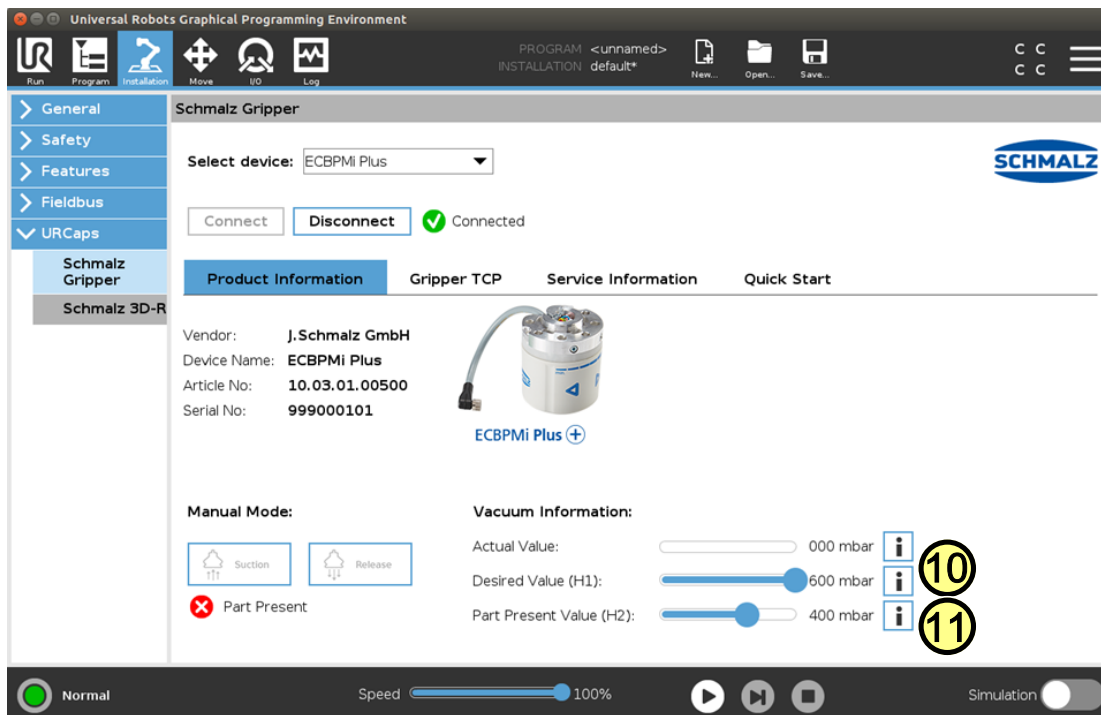 Universal Robots Graphical Programming Environment
Run
Program
Installation
Move
I/O
Log
PROGRAM <unnamed>
INSTALLATION default*
New...
Open...
Save...
C C
C C
General
Safety
Features
Fieldbus
URCaps
Schmalz
Gripper
Schmalz 3D-R
Schmalz Gripper
Select device: ECBPMi Plus
SCHMALZ
Connect
Disconnect
Connected
Product Information
Gripper TCP
Service Information
Quick Start
Vendor: J.Schmalz GmbH
Device Name: ECBPMi Plus
Article No: 10.03.01.00500
Serial No: 999000101
ECBPMi Plus +
Manual Mode:
Suction
Release
Part Present
Vacuum Information:
Actual Value: 000 mbar i
Desired Value (H1): 600 mbar i 10
Part Present Value (H2): 400 mbar i 11
Normal
Speed 100%
Simulation